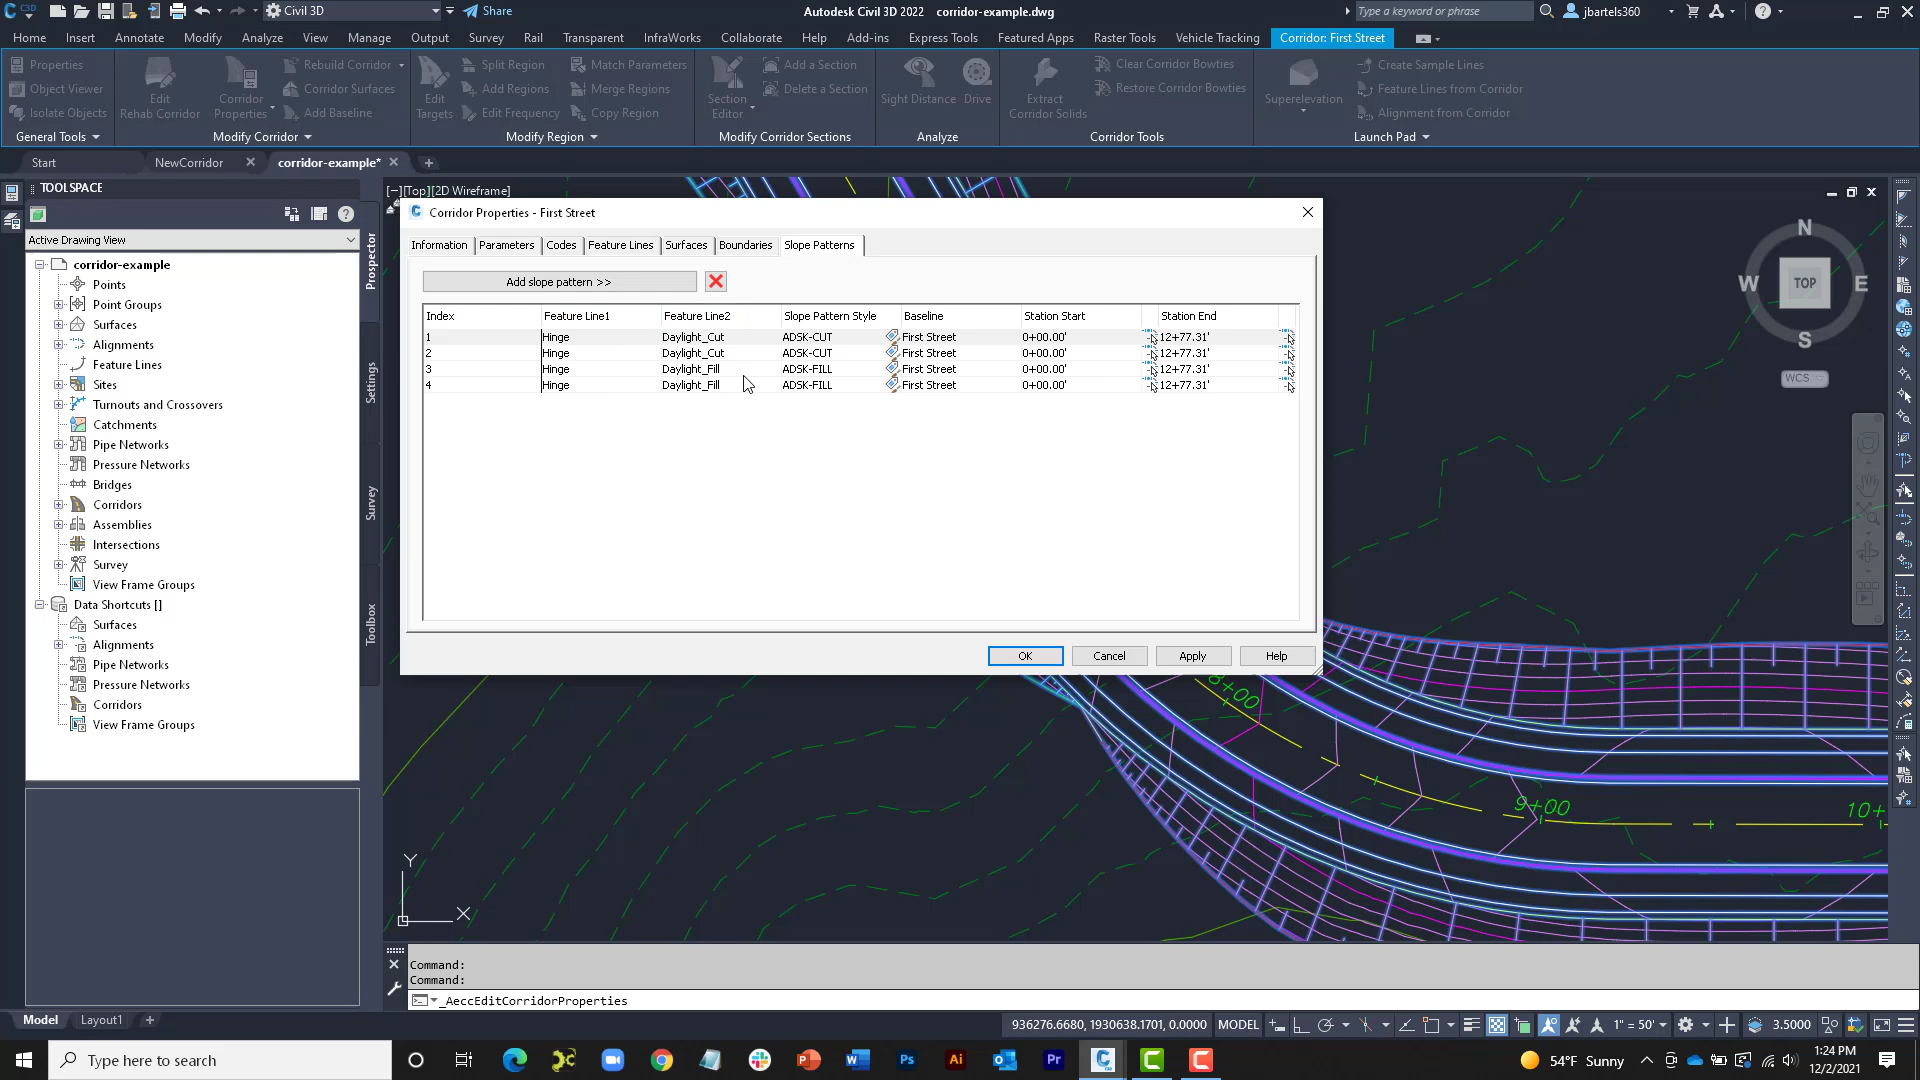 C3D Civil 3D Share Autodesk Civil 3D 2022 corridor-example.dwg Type a keyword or phrase jbartels360
Home Insert Annotate Modify Analyze View Manage Output Survey Rail Transparent InfraWorks Collaborate Help Add-ins Express Tools Featured Apps Raster Tools Vehicle Tracking Corridor: First Street
Properties
Object Viewer
Isolate Objects
General Tools
Edit
Rehab Corridor
Corridor
Properties
Rebuild Corridor
Corridor Surfaces
Add Baseline
Modify Corridor
Edit
Targets
Split Region
Add Regions
Edit Frequency
Match Parameters
Merge Regions
Copy Region
Modify Region
Section
Editor
Add a Section
Delete a Section
Modify Corridor Sections
Sight Distance
Drive
Analyze
Extract
Corridor Solids
Clear Corridor Bowties
Restore Corridor Bowties
Corridor Tools
Superelevation
Create Sample Lines
Feature Lines from Corridor
Alignment from Corridor
Launch Pad
Start NewCorridor corridor-example*
TOOLSPACE
Active Drawing View
corridor-example
Points
Point Groups
Surfaces
Alignments
Feature Lines
Sites
Turnouts and Crossovers
Catchments
Pipe Networks
Pressure Networks
Bridges
Corridors
Assemblies
Intersections
Survey
View Frame Groups
Data Shortcuts []
Surfaces
Alignments
Pipe Networks
Pressure Networks
Corridors
View Frame Groups
Prospector
Settings
Survey
Toolbox
[−][Top][2D Wireframe]
Corridor Properties - First Street
Information Parameters Codes Feature Lines Surfaces Boundaries Slope Patterns
Add slope pattern >>
Index Feature Line1 Feature Line2 Slope Pattern Style Baseline Station Start Station End
1 Hinge Daylight_Cut ADSK-CUT First Street 0+00.00' 12+77.31'
2 Hinge Daylight_Cut ADSK-CUT First Street 0+00.00' 12+77.31'
3 Hinge Daylight_Fill ADSK-FILL First Street 0+00.00' 12+77.31'
4 Hinge Daylight_Fill ADSK-FILL First Street 0+00.00' 12+77.31'
OK Cancel Apply Help
N
W TOP E
S
WCS
8+00
9+00
10+
Y
X
Command:
Command:
_AeccEditCorridorProperties
Model Layout1
936276.6680, 1930638.1701, 0.0000 MODEL 1" = 50' 3.5000
Type here to search
54°F Sunny
1:24 PM
12/2/2021